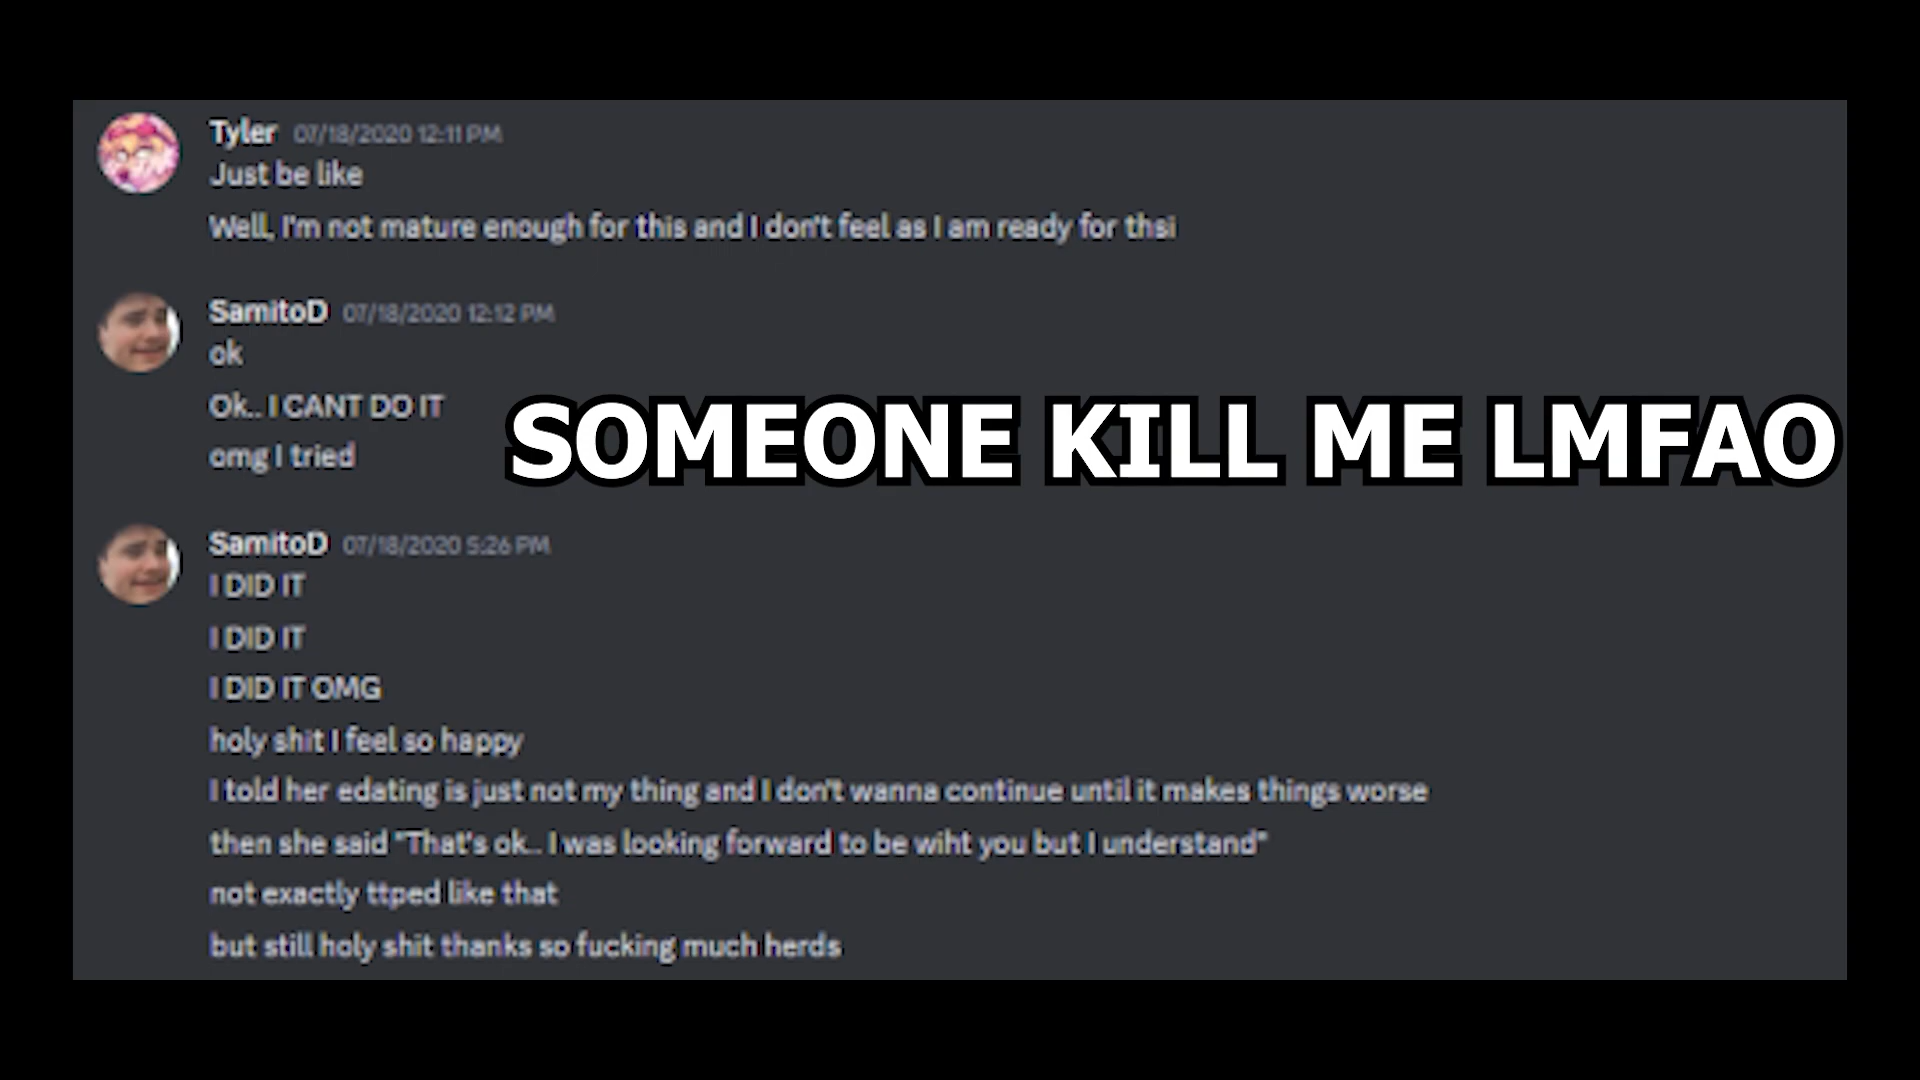 Tyler 07/18/2020 12:11 PM
Just be like
Well, I'm not mature enough for this and I don't feel as I am ready for thsi
SamitoD 07/18/2020 12:12 PM
ok
Ok.. I CANT DO IT
omg I tried
SOMEONE KILL ME LMFAO
SamitoD 07/18/2020 5:26 PM
I DID IT
I DID IT
I DID IT OMG
holy shit I feel so happy
I told her edating is just not my thing and I don't wanna continue until it makes things worse
then she said "That's ok.. I was looking forward to be wiht you but I understand"
not exactly ttped like that
but still holy shit thanks so fucking much herds